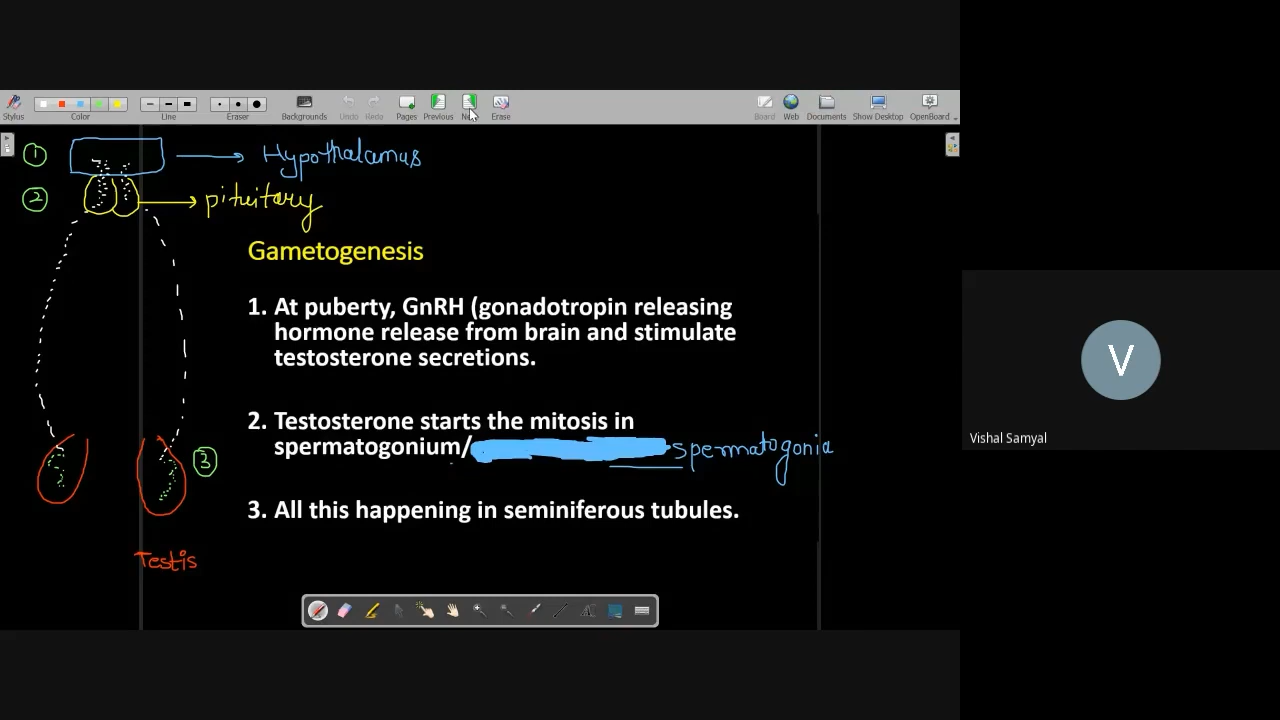 Stylus
Color
Line
Eraser
Backgrounds
Undo
Redo
Pages
Previous
Erase
Board
Web
Documents
Show Desktop
OpenBoard
1
Hypothalamus
2
pituitary
Gametogenesis
1. At puberty, GnRH (gonadotropin releasing
hormone release from brain and stimulate
testosterone secretions.
2. Testosterone starts the mitosis in
spermatogonium/ spermatogonia
3
3. All this happening in seminiferous tubules.
Testis
V
Vishal Samyal